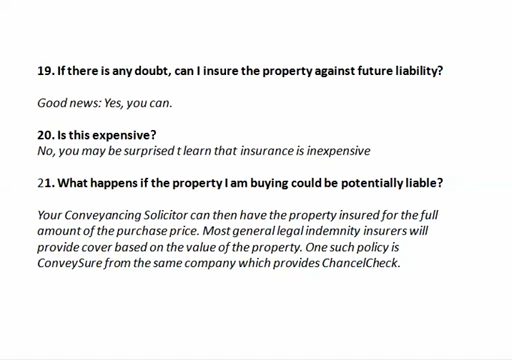 19. If there is any doubt, can I insure the property against future liability?
Good news: Yes, you can.
20. Is this expensive?
No, you may be surprised t learn that insurance is inexpensive
21. What happens if the property I am buying could be potentially liable?
Your Conveyancing Solicitor can then have the property insured for the full
amount of the purchase price. Most general legal indemnity insurers will
provide cover based on the value of the property. One such policy is
ConveySure from the same company which provides ChancelCheck.